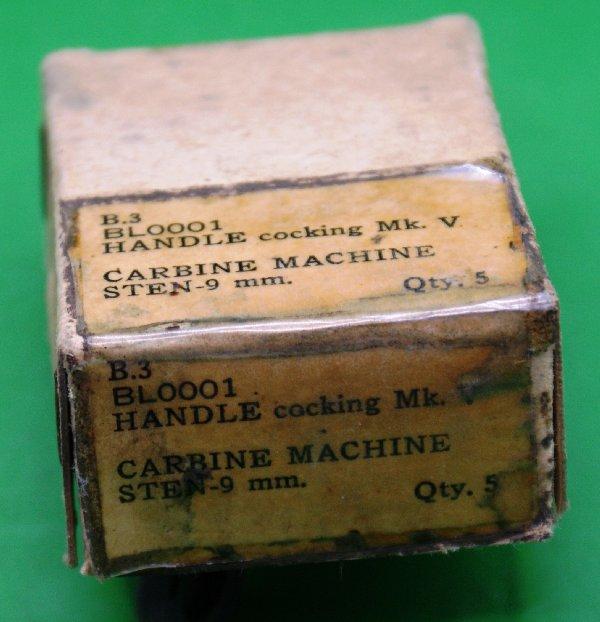 B.3
BL0001
HANDLE cocking Mk. V
CARBINE MACHINE
STEN-9 mm.
Qty. 5
B.3
BL0001
HANDLE cocking Mk. V
CARBINE MACHINE
STEN-9 mm.
Qty. 5